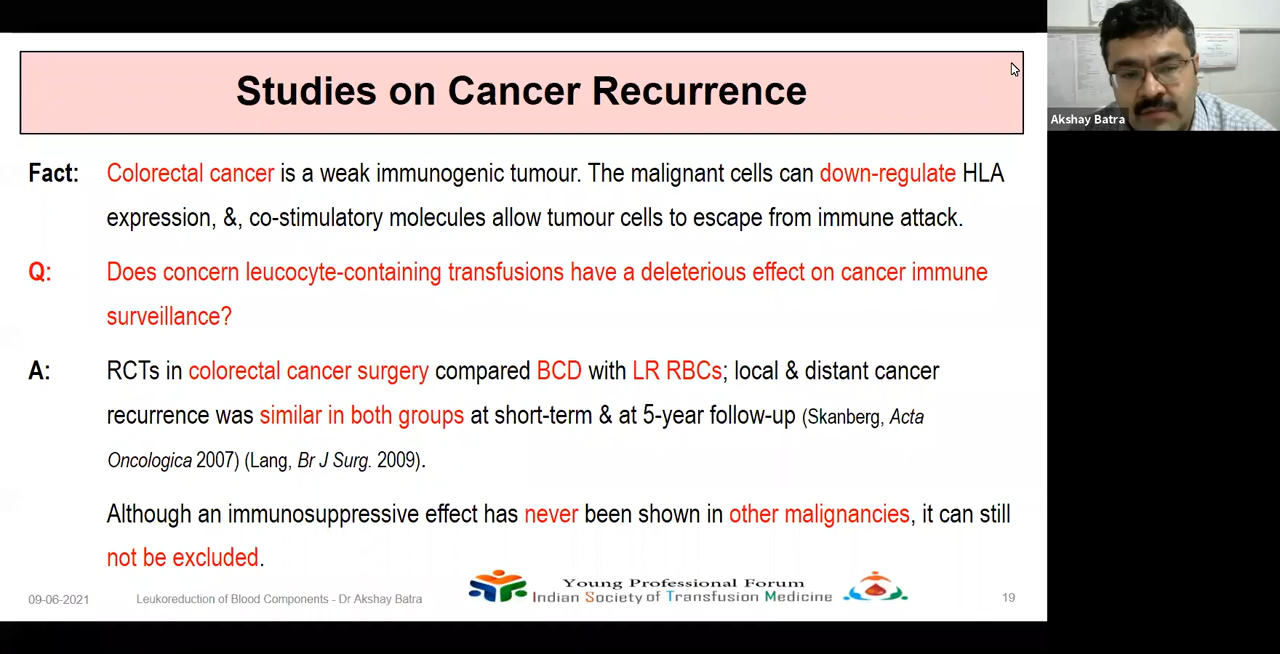 Studies on Cancer Recurrence
Akshay Batra
Fact: Colorectal cancer is a weak immunogenic tumour. The malignant cells can down-regulate HLA
expression, &, co-stimulatory molecules allow tumour cells to escape from immune attack.
Q: Does concern leucocyte-containing transfusions have a deleterious effect on cancer immune
surveillance?
A: RCTs in colorectal cancer surgery compared BCD with LR RBCs; local & distant cancer
recurrence was similar in both groups at short-term & at 5-year follow-up (Skanberg, Acta
Oncologica 2007) (Lang, Br J Surg. 2009).
Although an immunosuppressive effect has never been shown in other malignancies, it can still
not be excluded.
Young Professional Forum
Indian Society of Transfusion Medicine
09-06-2021 Leukoreduction of Blood Components - Dr Akshay Batra 19